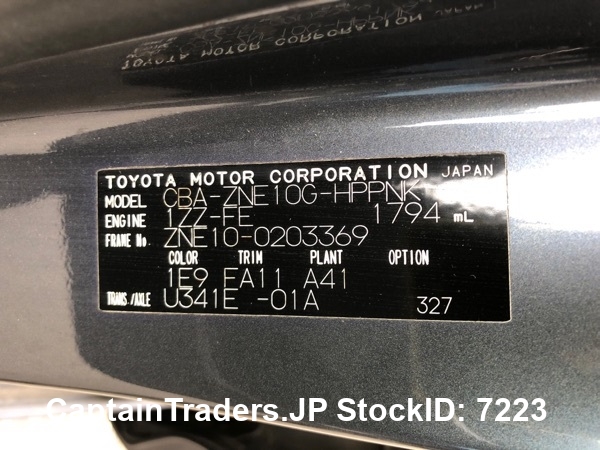 TOYOTA MOTOR CORPORATION JAPAN
MODEL CBA-ZNE10G-HPPNK
ENGINE 1ZZ-FE 1794 mL
FRAME No. ZNE10-0203369
COLOR TRIM PLANT OPTION
1E9 FA11 A41
TRANS./AXLE U341E -01A 327
CaptainTraders.JP StockID: 7223